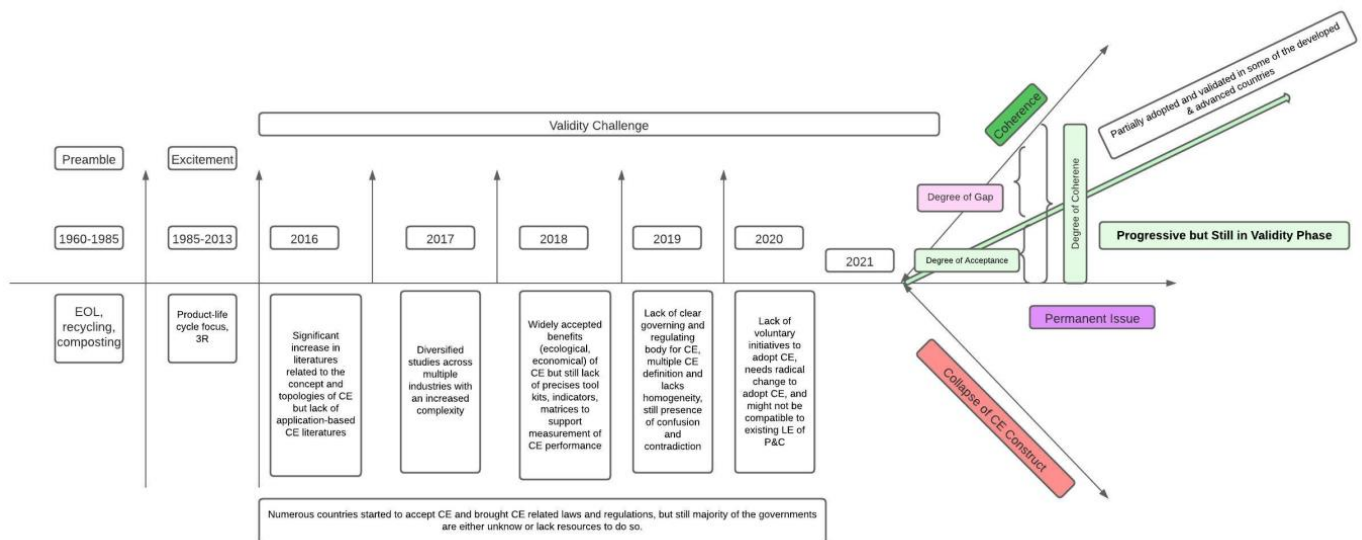 Validity Challenge
Preamble
Excitement
1960-1985
1985-2013
2016
2017
2018
2019
2020
2021
EOL,
recycling,
composting
Product-life
cycle focus,
3R
Significant
increase in
literatures
related to the
concept and
topologies of CE
but lack of
application-based
CE literatures
Diversified
studies across
multiple
industries with
an increased
complexity
Widely accepted
benefits
(ecological,
economical) of
CE but still lack
of precises tool
kits, indicators,
matrices to
support
measurement of
CE performance
Lack of clear
governing and
regulating
body for CE,
multiple CE
definition and
lacks
homogeneity,
still presence
of confusion
and
contradiction
Lack of
voluntary
initiatives to
adopt CE,
needs radical
change to
adopt CE, and
might not be
compatible to
existing LE of
P&C
Numerous countries started to accept CE and brought CE related laws and regulations, but still majority of the governments
are either unknow or lack resources to do so.
Coherence
Degree of Gap
Degree of Acceptance
Degree of Coherene
Partially adopted and validated in some of the developed
& advanced countries
Progressive but Still in Validity Phase
Permanent Issue
Collapse of CE Construct